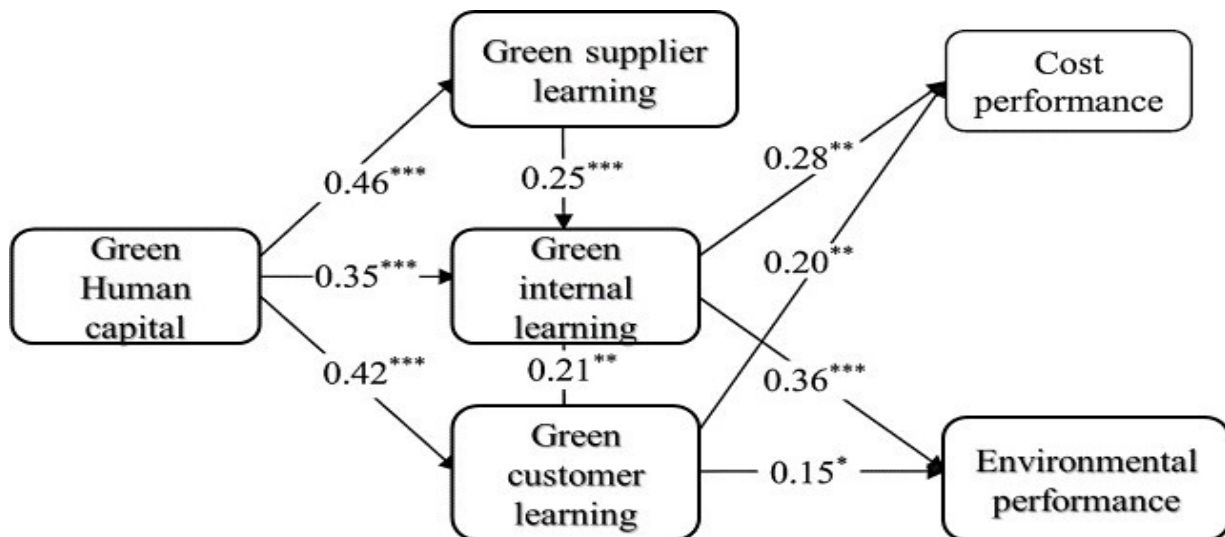 Green supplier
learning
Cost
performance
0.46***
0.25***
0.28**
Green
Human
capital
0.35***
Green
internal
learning
0.20**
0.42***
0.21**
0.36***
Green
customer
learning
0.15*
Environmental
performance